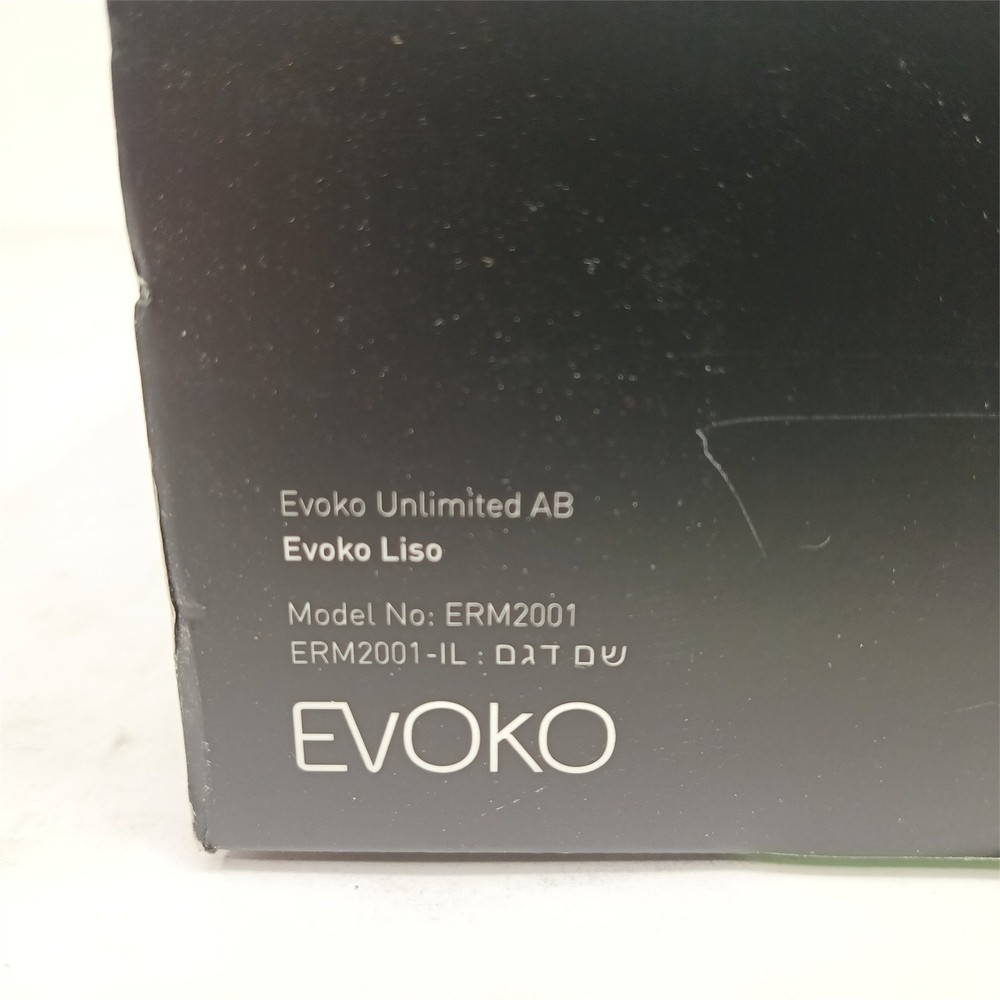 Evoko Unlimited AB
Evoko Liso
Model No: ERM2001
שם דגם : ERM2001-IL
EVOKO